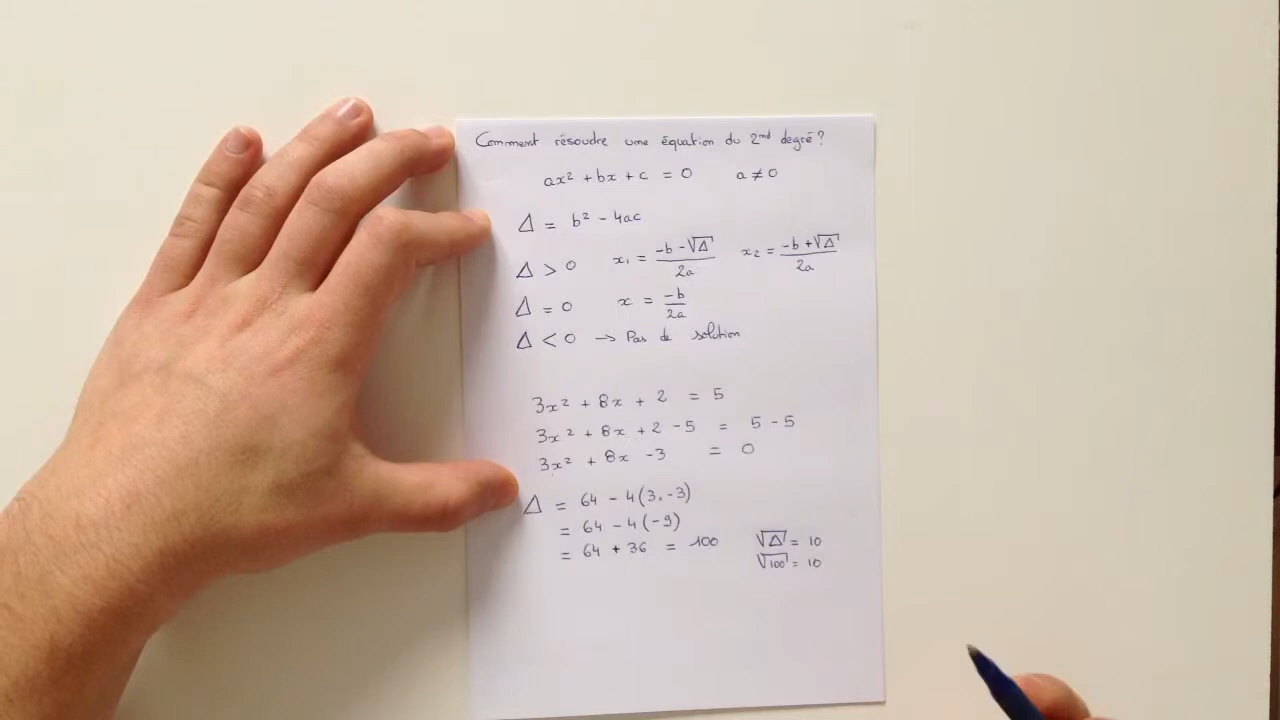 Comment résoudre une équation du 2nd degré ?
ax² + bx + c = 0 a ≠ 0
Δ = b² - 4ac
Δ > 0 x₁ = (-b - √Δ)/2a x₂ = (-b + √Δ)/2a
Δ = 0 x = -b/2a
Δ < 0 → Pas de solution
3x² + 8x + 2 = 5
3x² + 8x + 2 - 5 = 5 - 5
3x² + 8x - 3 = 0
Δ = 64 - 4(3.-3)
= 64 - 4(-9)
= 64 + 36 = 100 √Δ = 10
√100 = 10